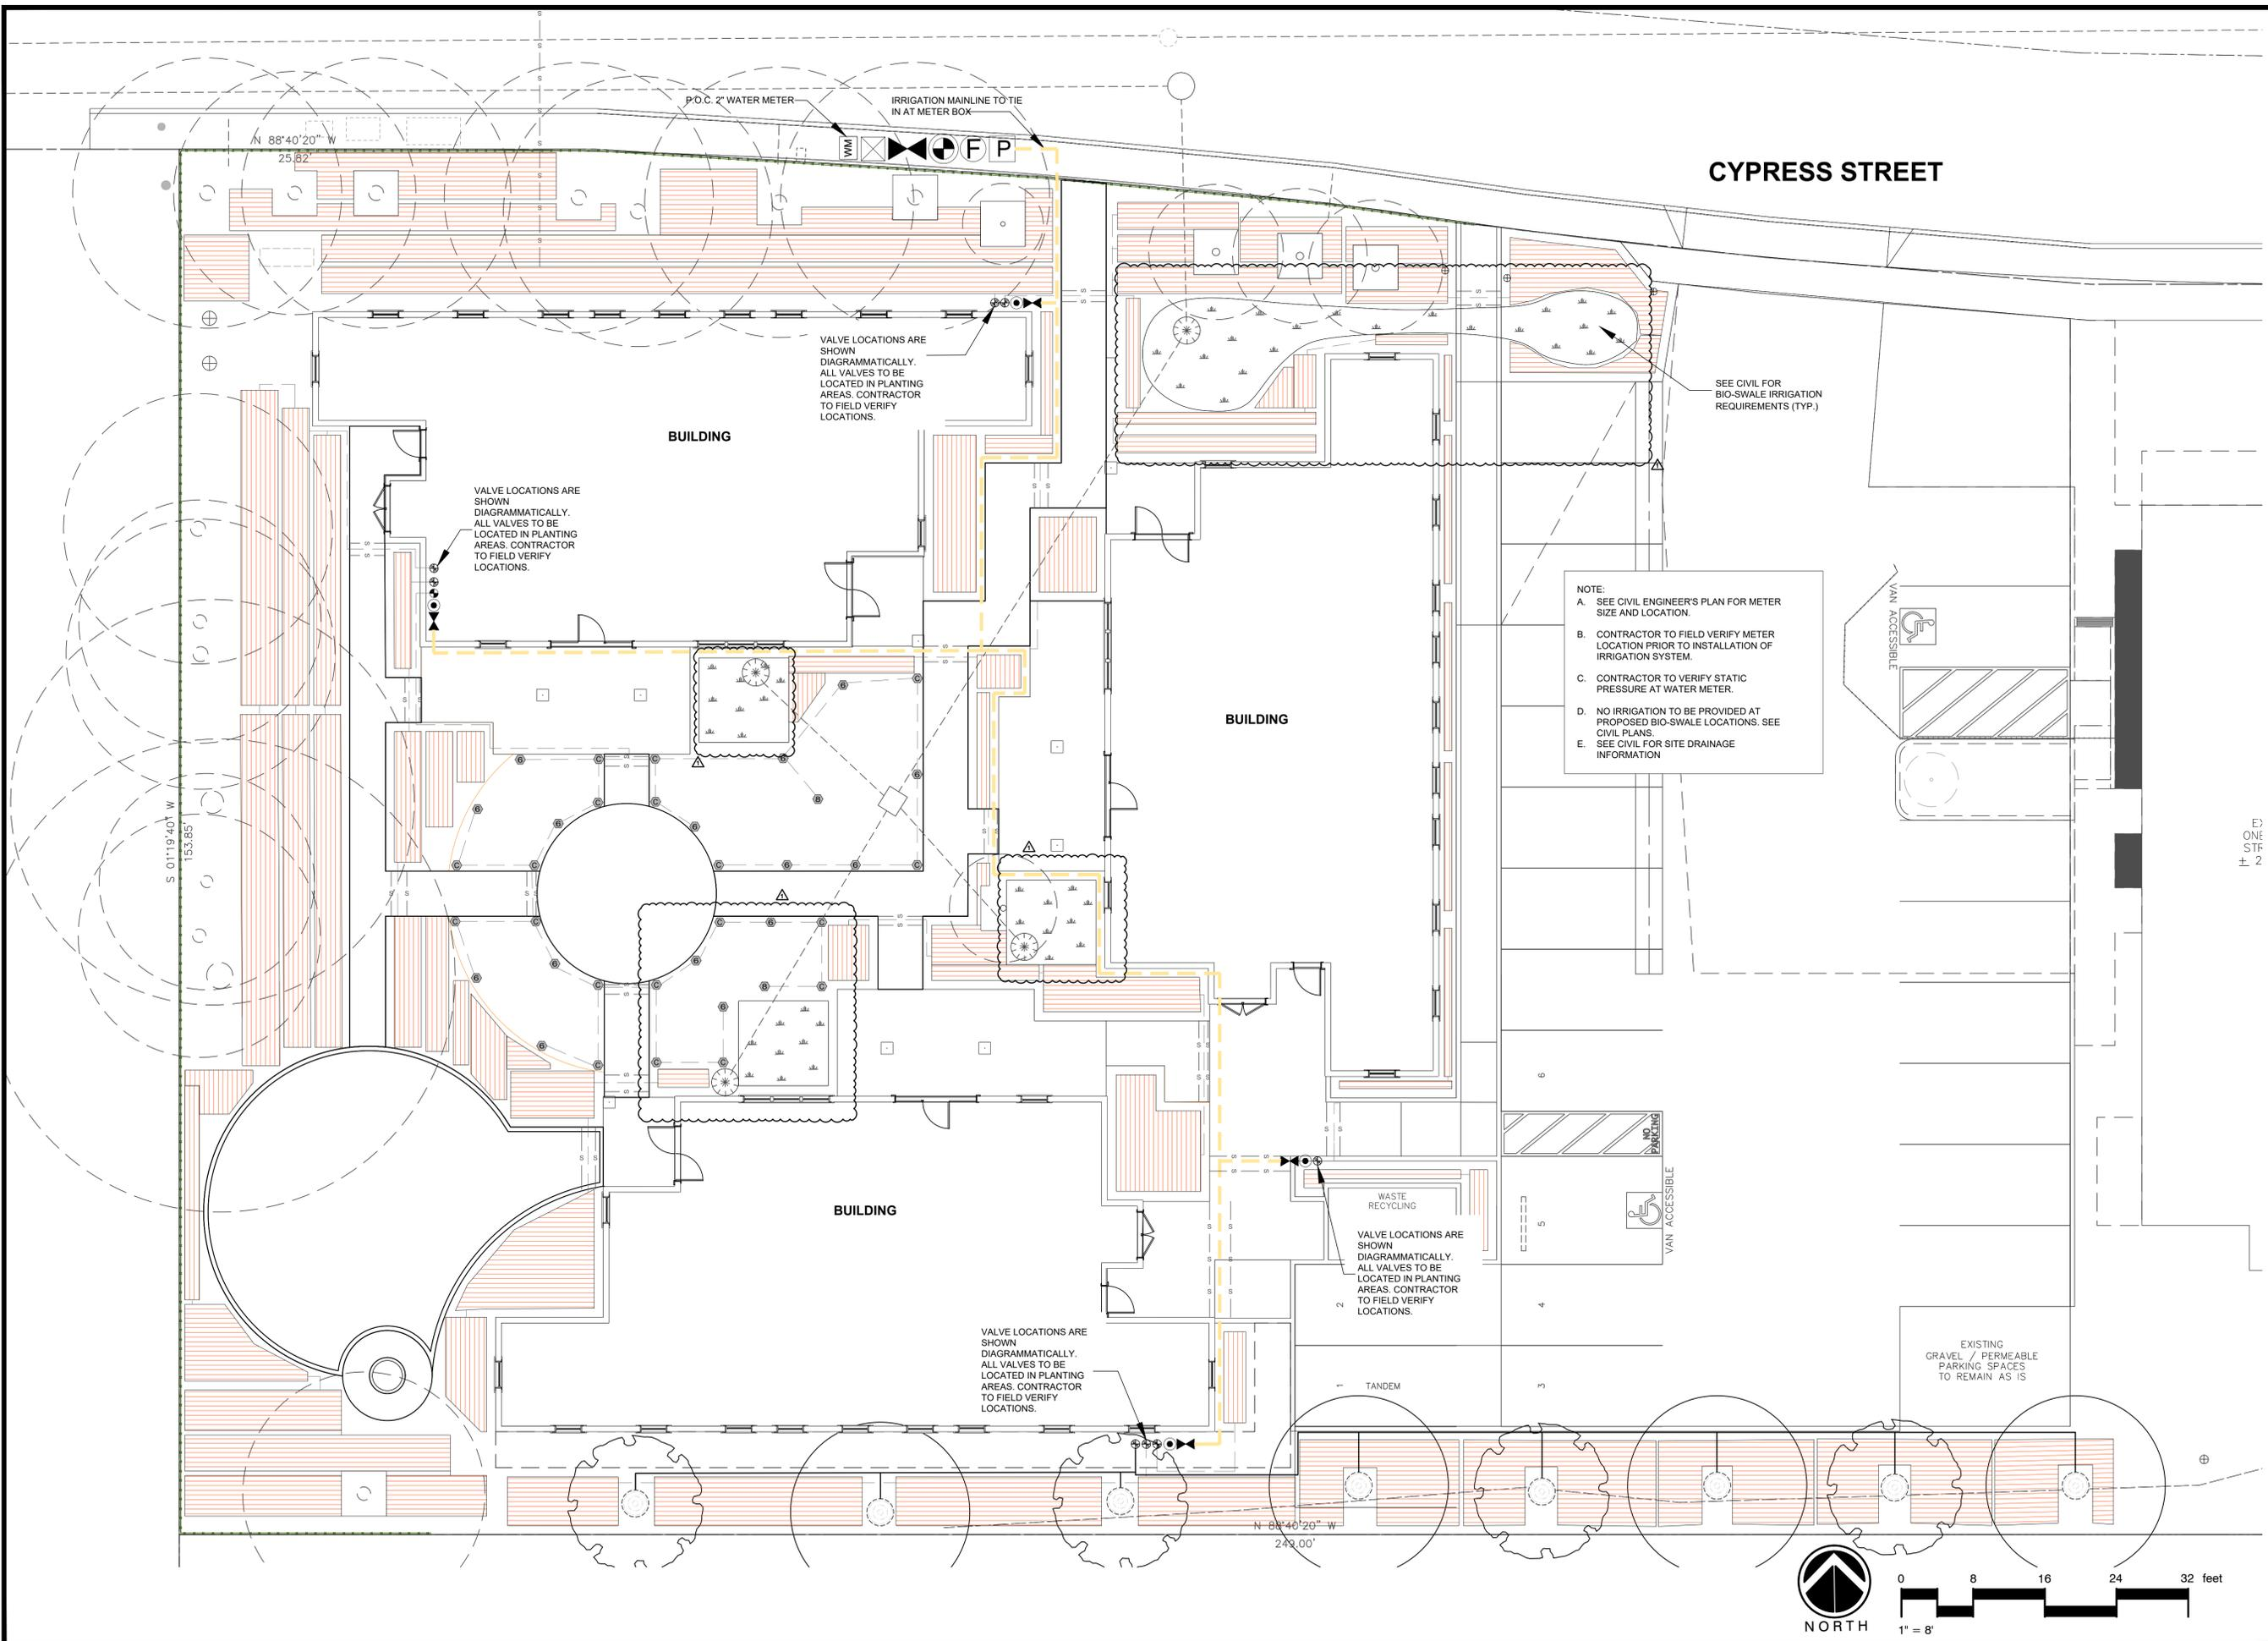 P.O.C. 2" WATER METER
IRRIGATION MAINLINE TO TIE
IN AT METER BOX
N 88°40'20" W
25.82'
WM
F
P
CYPRESS STREET
VALVE LOCATIONS ARE
SHOWN
DIAGRAMMATICALLY.
ALL VALVES TO BE
LOCATED IN PLANTING
AREAS. CONTRACTOR
TO FIELD VERIFY
LOCATIONS.
SEE CIVIL FOR
BIO-SWALE IRRIGATION
REQUIREMENTS (TYP.)
BUILDING
VALVE LOCATIONS ARE
SHOWN
DIAGRAMMATICALLY.
ALL VALVES TO BE
LOCATED IN PLANTING
AREAS. CONTRACTOR
TO FIELD VERIFY
LOCATIONS.
NOTE:
A. SEE CIVIL ENGINEER'S PLAN FOR METER
SIZE AND LOCATION.
B. CONTRACTOR TO FIELD VERIFY METER
LOCATION PRIOR TO INSTALLATION OF
IRRIGATION SYSTEM.
C. CONTRACTOR TO VERIFY STATIC
PRESSURE AT WATER METER.
D. NO IRRIGATION TO BE PROVIDED AT
PROPOSED BIO-SWALE LOCATIONS. SEE
CIVIL PLANS.
E. SEE CIVIL FOR SITE DRAINAGE
INFORMATION
VAN ACCESSIBLE
BUILDING
S 01°19'40" W
153.85'
ONE
STR
± 2
6
NO
PARKING
VAN ACCESSIBLE
WASTE
RECYCLING
BUILDING
5
VALVE LOCATIONS ARE
SHOWN
DIAGRAMMATICALLY.
ALL VALVES TO BE
LOCATED IN PLANTING
AREAS. CONTRACTOR
TO FIELD VERIFY
LOCATIONS.
2
4
VALVE LOCATIONS ARE
SHOWN
DIAGRAMMATICALLY.
ALL VALVES TO BE
LOCATED IN PLANTING
AREAS. CONTRACTOR
TO FIELD VERIFY
LOCATIONS.
EXISTING
GRAVEL / PERMEABLE
PARKING SPACES
TO REMAIN AS IS
1 TANDEM
3
N 88°40'20" W
249.00'
NORTH
0 8 16 24 32 feet
1" = 8'